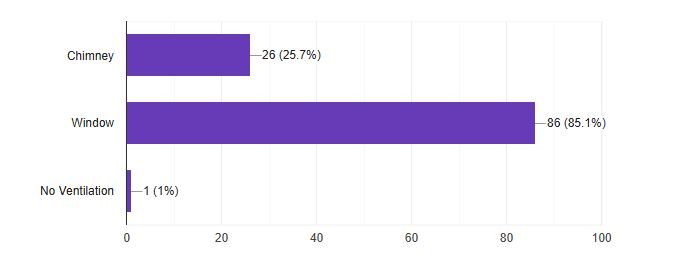 Chimney
26 (25.7%)
Window
86 (85.1%)
No Ventilation
1 (1%)
0 20 40 60 80 100